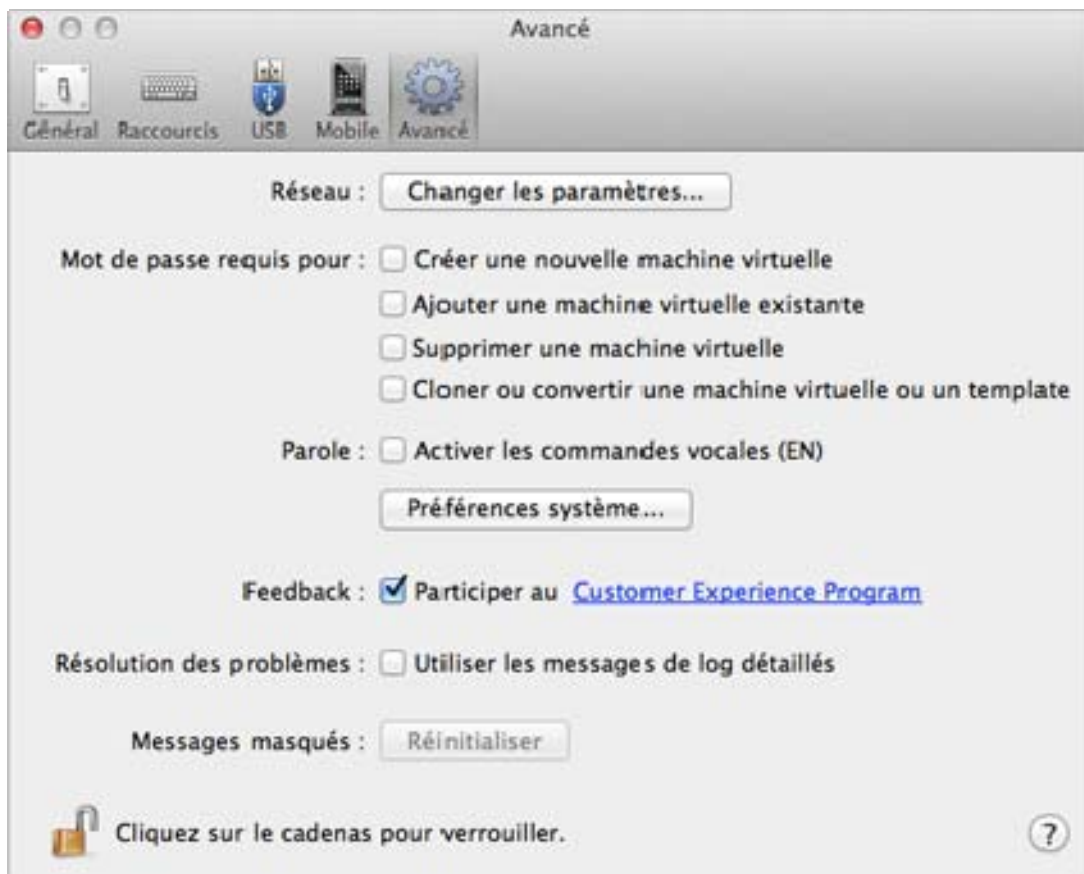 Avancé
Général Raccourcis USB Mobile Avancé
Réseau : Changer les paramètres...
Mot de passe requis pour : Créer une nouvelle machine virtuelle
Ajouter une machine virtuelle existante
Supprimer une machine virtuelle
Cloner ou convertir une machine virtuelle ou un template
Parole : Activer les commandes vocales (EN)
Préférences système...
Feedback : Participer au Customer Experience Program
Résolution des problèmes : Utiliser les messages de log détaillés
Messages masqués : Réinitialiser
Cliquez sur le cadenas pour verrouiller. ?